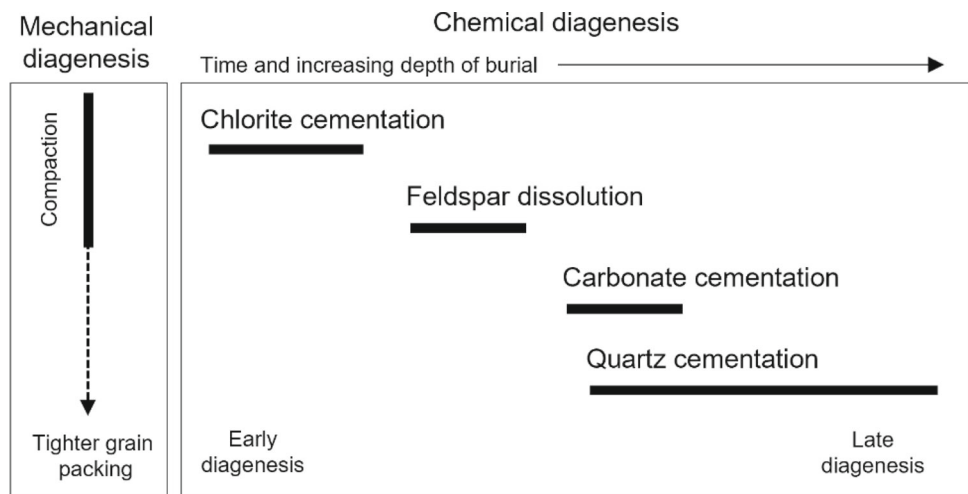 Mechanical
diagenesis
Chemical diagenesis
Time and increasing depth of burial
Compaction
Tighter grain
packing
Chlorite cementation
Feldspar dissolution
Carbonate cementation
Quartz cementation
Early
diagenesis
Late
diagenesis